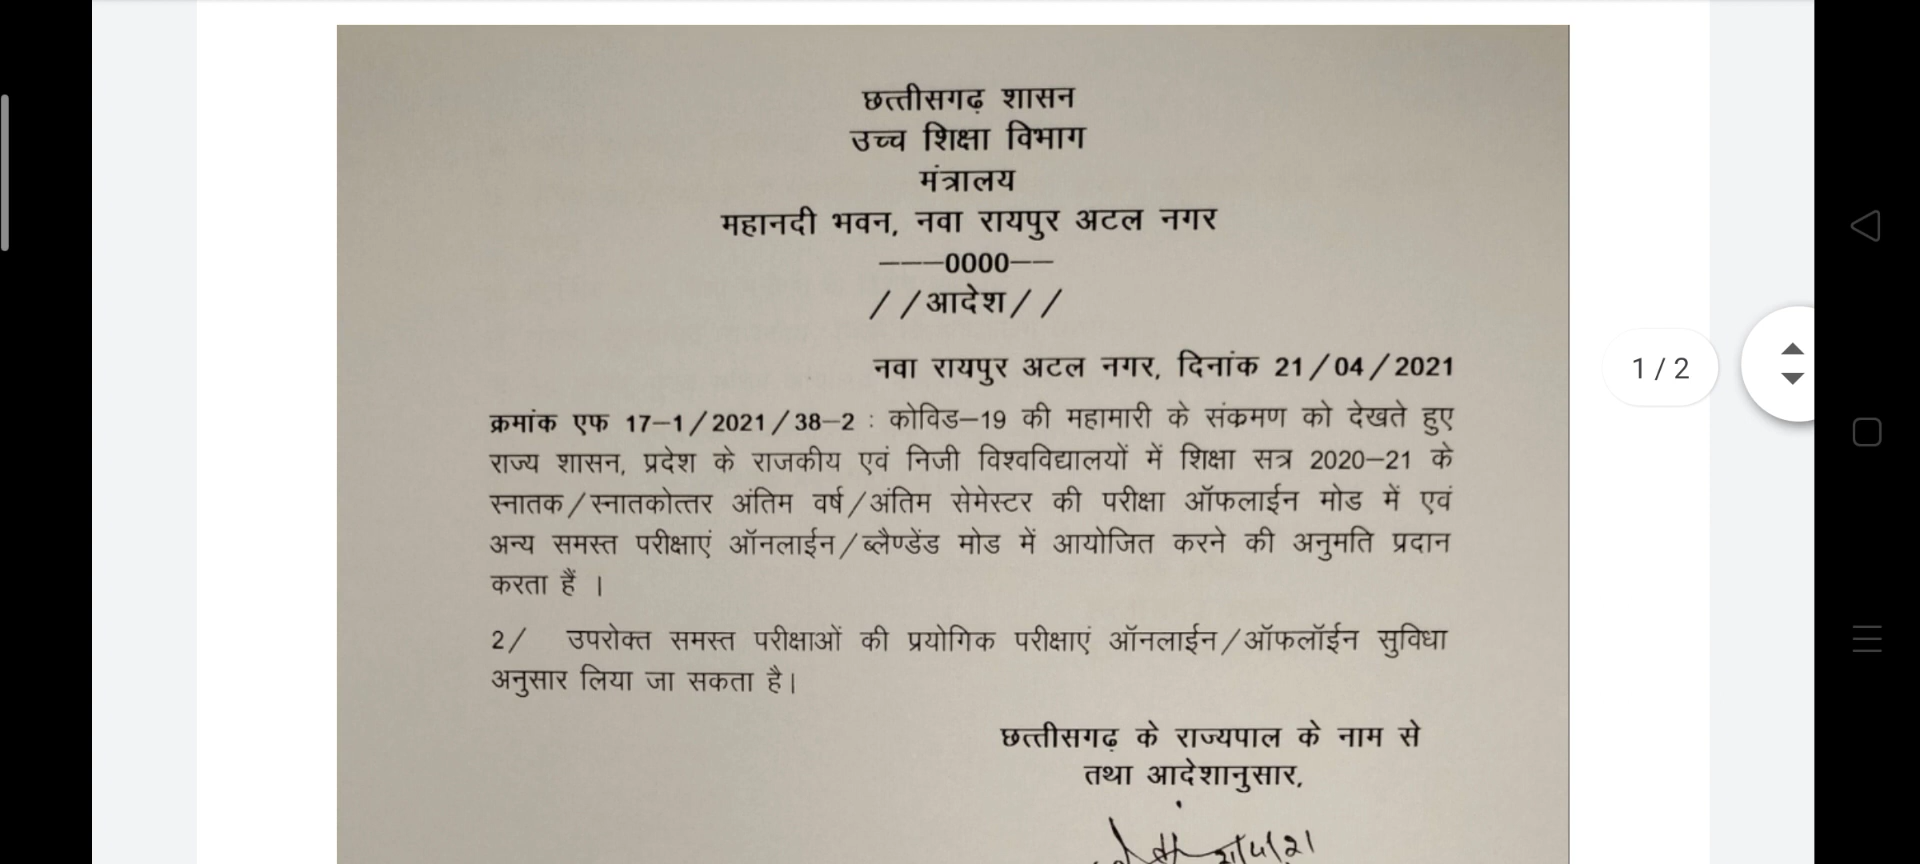 छत्तीसगढ़ शासन
उच्च शिक्षा विभाग
मंत्रालय
महानदी भवन, नवा रायपुर अटल नगर
———0000——
//आदेश//
नवा रायपुर अटल नगर, दिनांक 21/04/2021
क्रमांक एफ 17-1/2021/38-2 : कोविड-19 की महामारी के संक्रमण को देखते हुए
राज्य शासन, प्रदेश के राजकीय एवं निजी विश्वविद्यालयों में शिक्षा सत्र 2020-21 के
स्नातक/स्नातकोत्तर अंतिम वर्ष/अंतिम सेमेस्टर की परीक्षा ऑफलाईन मोड में एवं
अन्य समस्त परीक्षाएं ऑनलाईन/ब्लैण्डेंड मोड में आयोजित करने की अनुमति प्रदान
करता हैं ।
2/ उपरोक्त समस्त परीक्षाओं की प्रयोगिक परीक्षाएं ऑनलाईन/ऑफलॉईन सुविधा
अनुसार लिया जा सकता है।
छत्तीसगढ़ के राज्यपाल के नाम से
तथा आदेशानुसार,
21/4/21
1 / 2